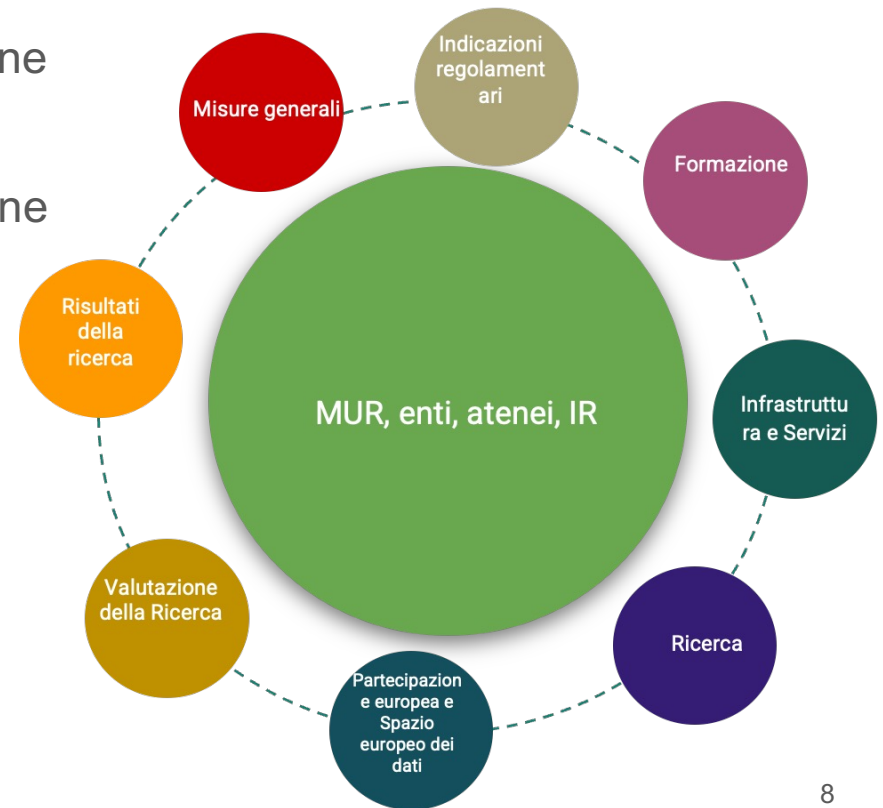 ne
ne
Indicazioni
regolament
ari
Misure generali
Formazione
Risultati
della
ricerca
MUR, enti, atenei, IR
Infrastruttu
ra e Servizi
Valutazione
della Ricerca
Ricerca
Partecipazion
e europea e
Spazio
europeo dei
dati
8